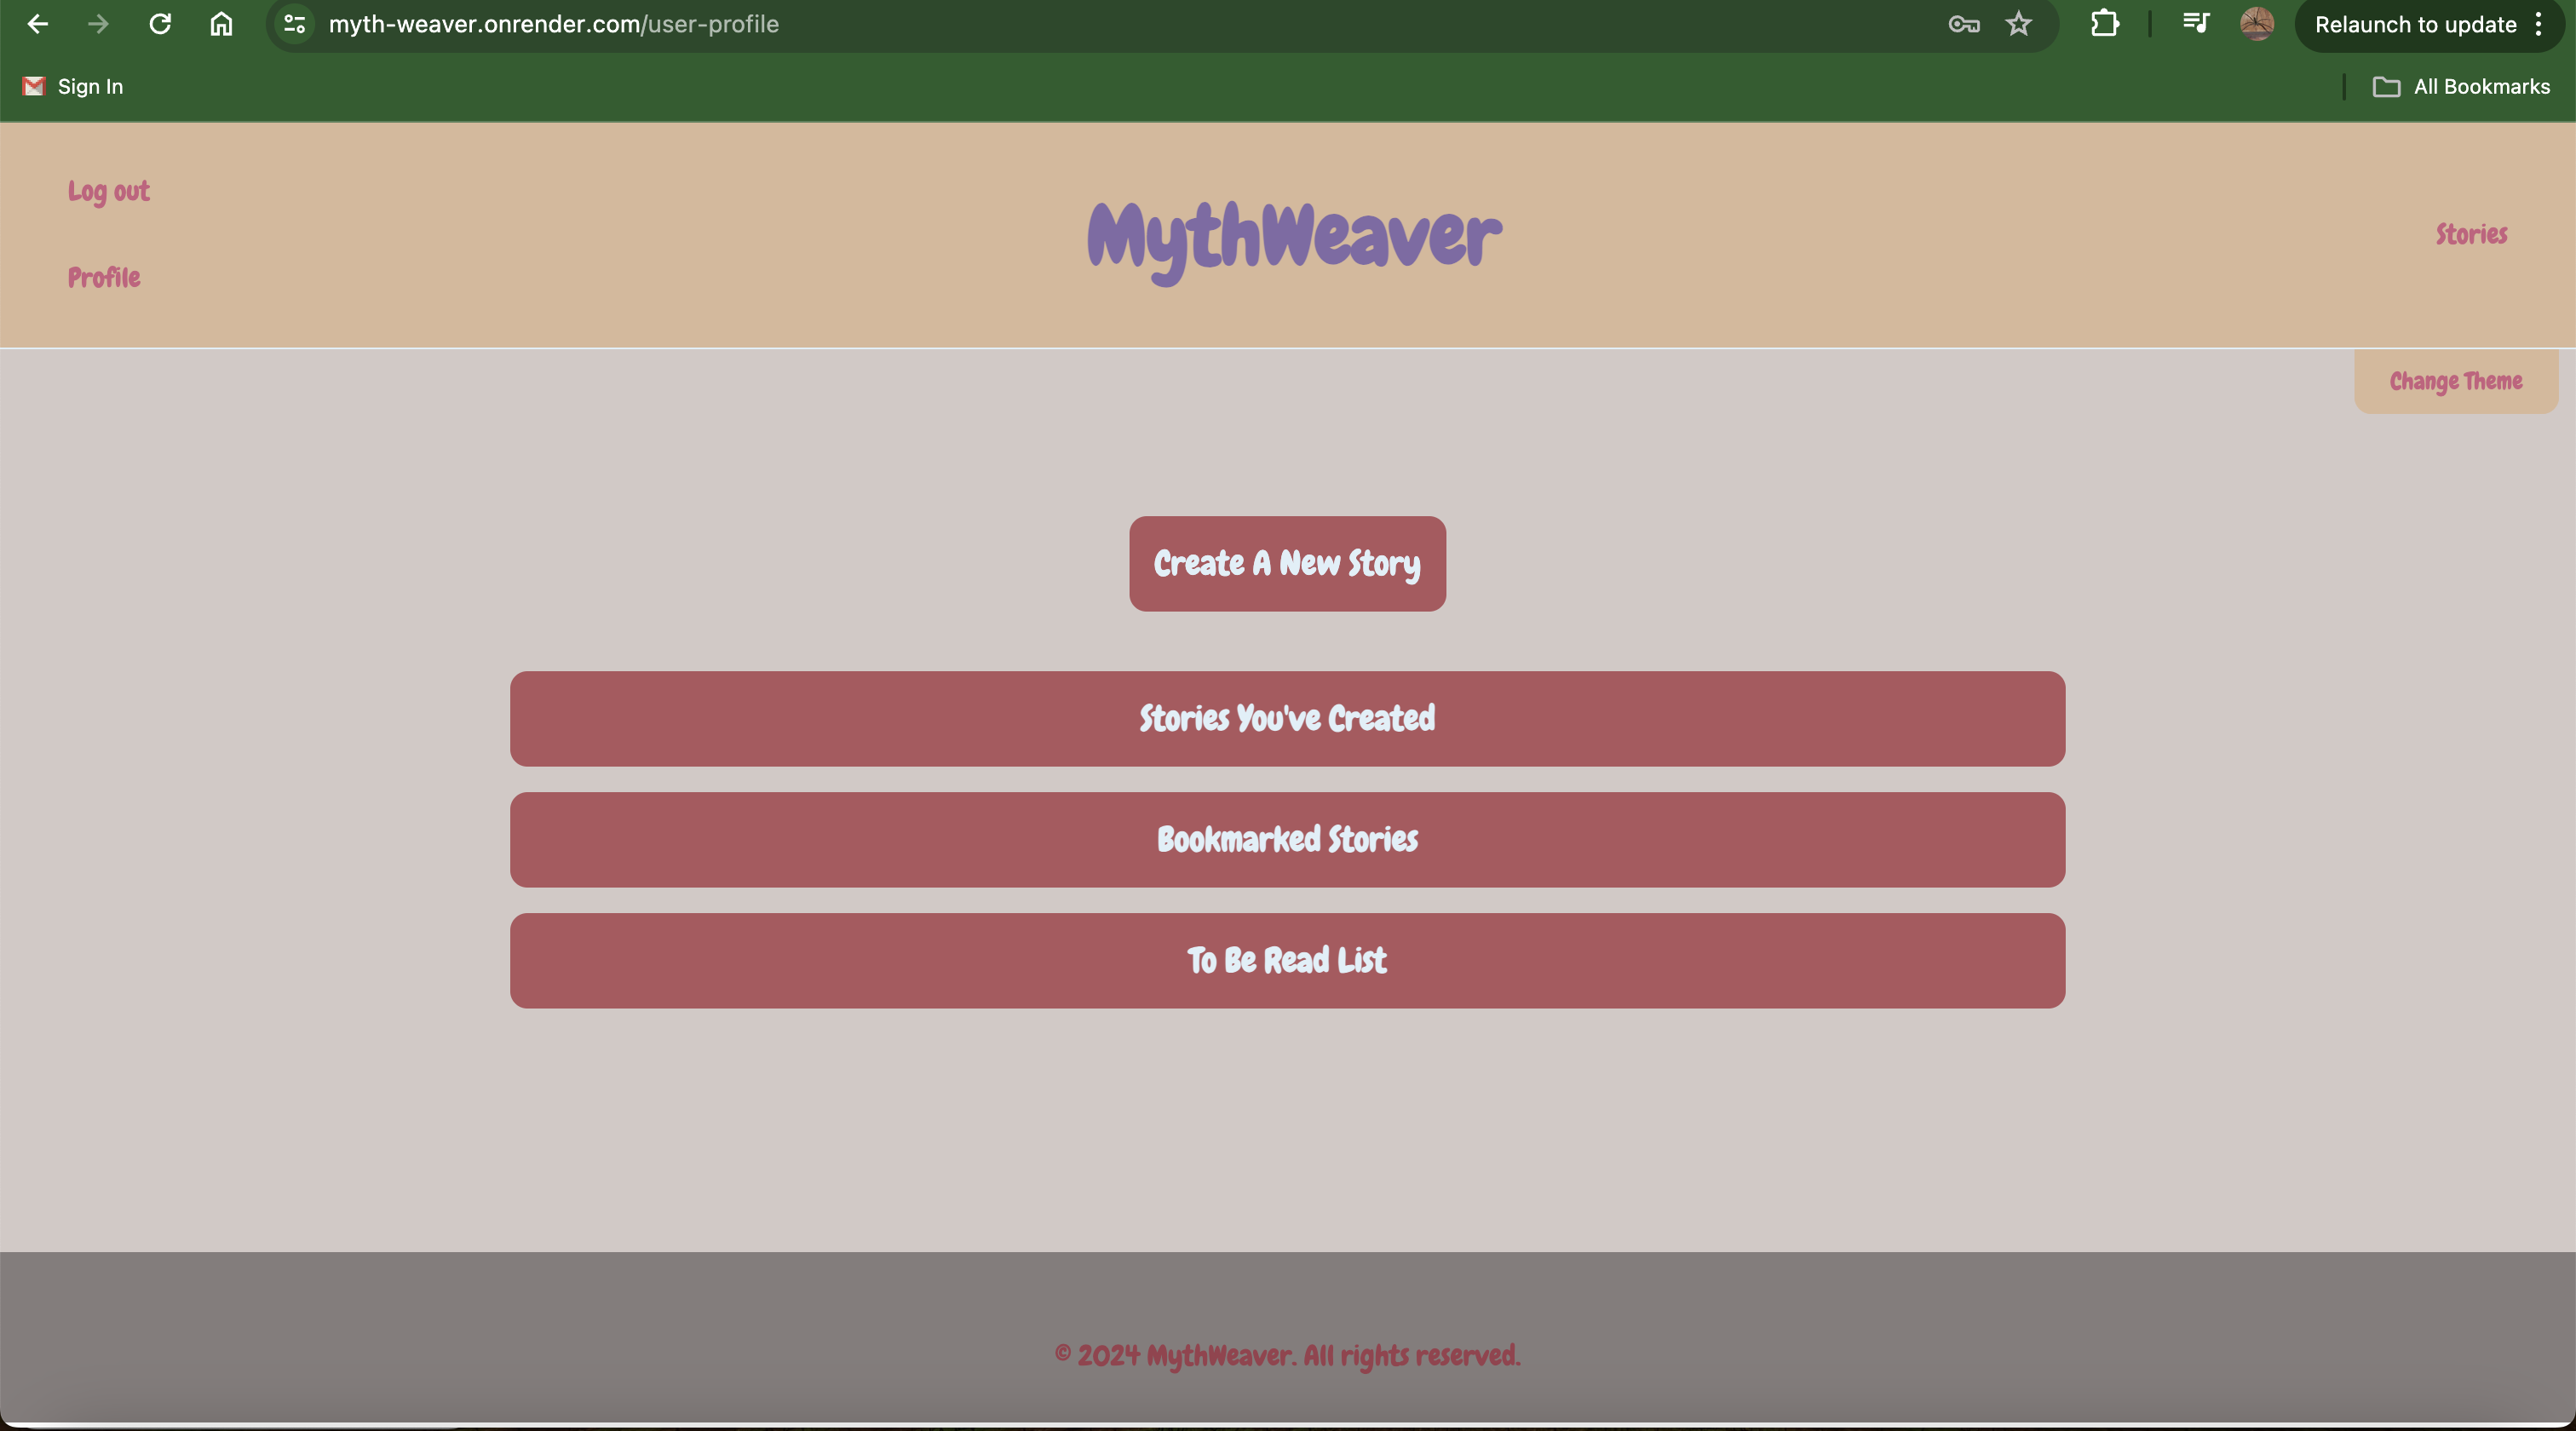 myth-weaver.onrender.com/user-profile
Relaunch to update
Sign In
All Bookmarks
Log out
Profile
MythWeaver
Stories
Change Theme
Create A New Story
Stories You've Created
Bookmarked Stories
To Be Read List
© 2024 MythWeaver. All rights reserved.